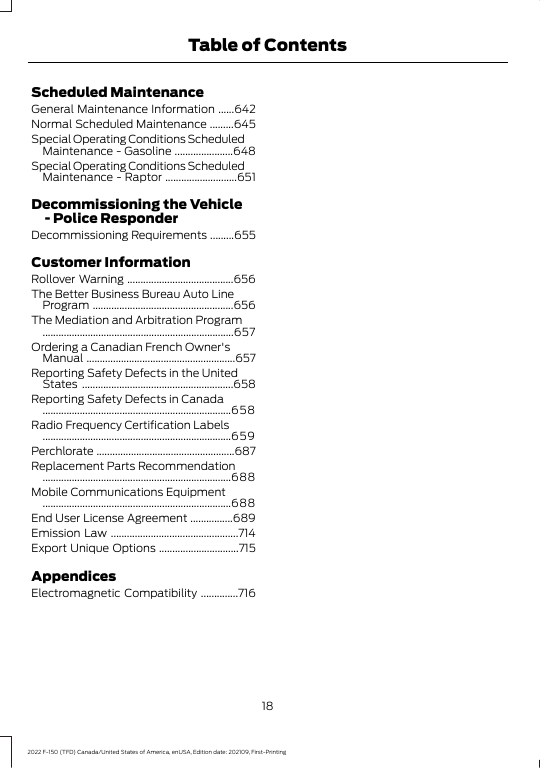 Table of Contents
Scheduled Maintenance
General Maintenance Information ......642
Normal Scheduled Maintenance .........645
Special Operating Conditions Scheduled
Maintenance - Gasoline ......................648
Special Operating Conditions Scheduled
Maintenance - Raptor ...........................651
Decommissioning the Vehicle
- Police Responder
Decommissioning Requirements .........655
Customer Information
Rollover Warning ........................................656
The Better Business Bureau Auto Line
Program .....................................................656
The Mediation and Arbitration Program
........................................................................657
Ordering a Canadian French Owner's
Manual ........................................................657
Reporting Safety Defects in the United
States .........................................................658
Reporting Safety Defects in Canada
.......................................................................658
Radio Frequency Certification Labels
.......................................................................659
Perchlorate ....................................................687
Replacement Parts Recommendation
.......................................................................688
Mobile Communications Equipment
.......................................................................688
End User License Agreement ................689
Emission Law ................................................714
Export Unique Options ..............................715
Appendices
Electromagnetic Compatibility ..............716
18
2022 F-150 (TFD) Canada/United States of America, enUSA, Edition date: 202109, First-Printing